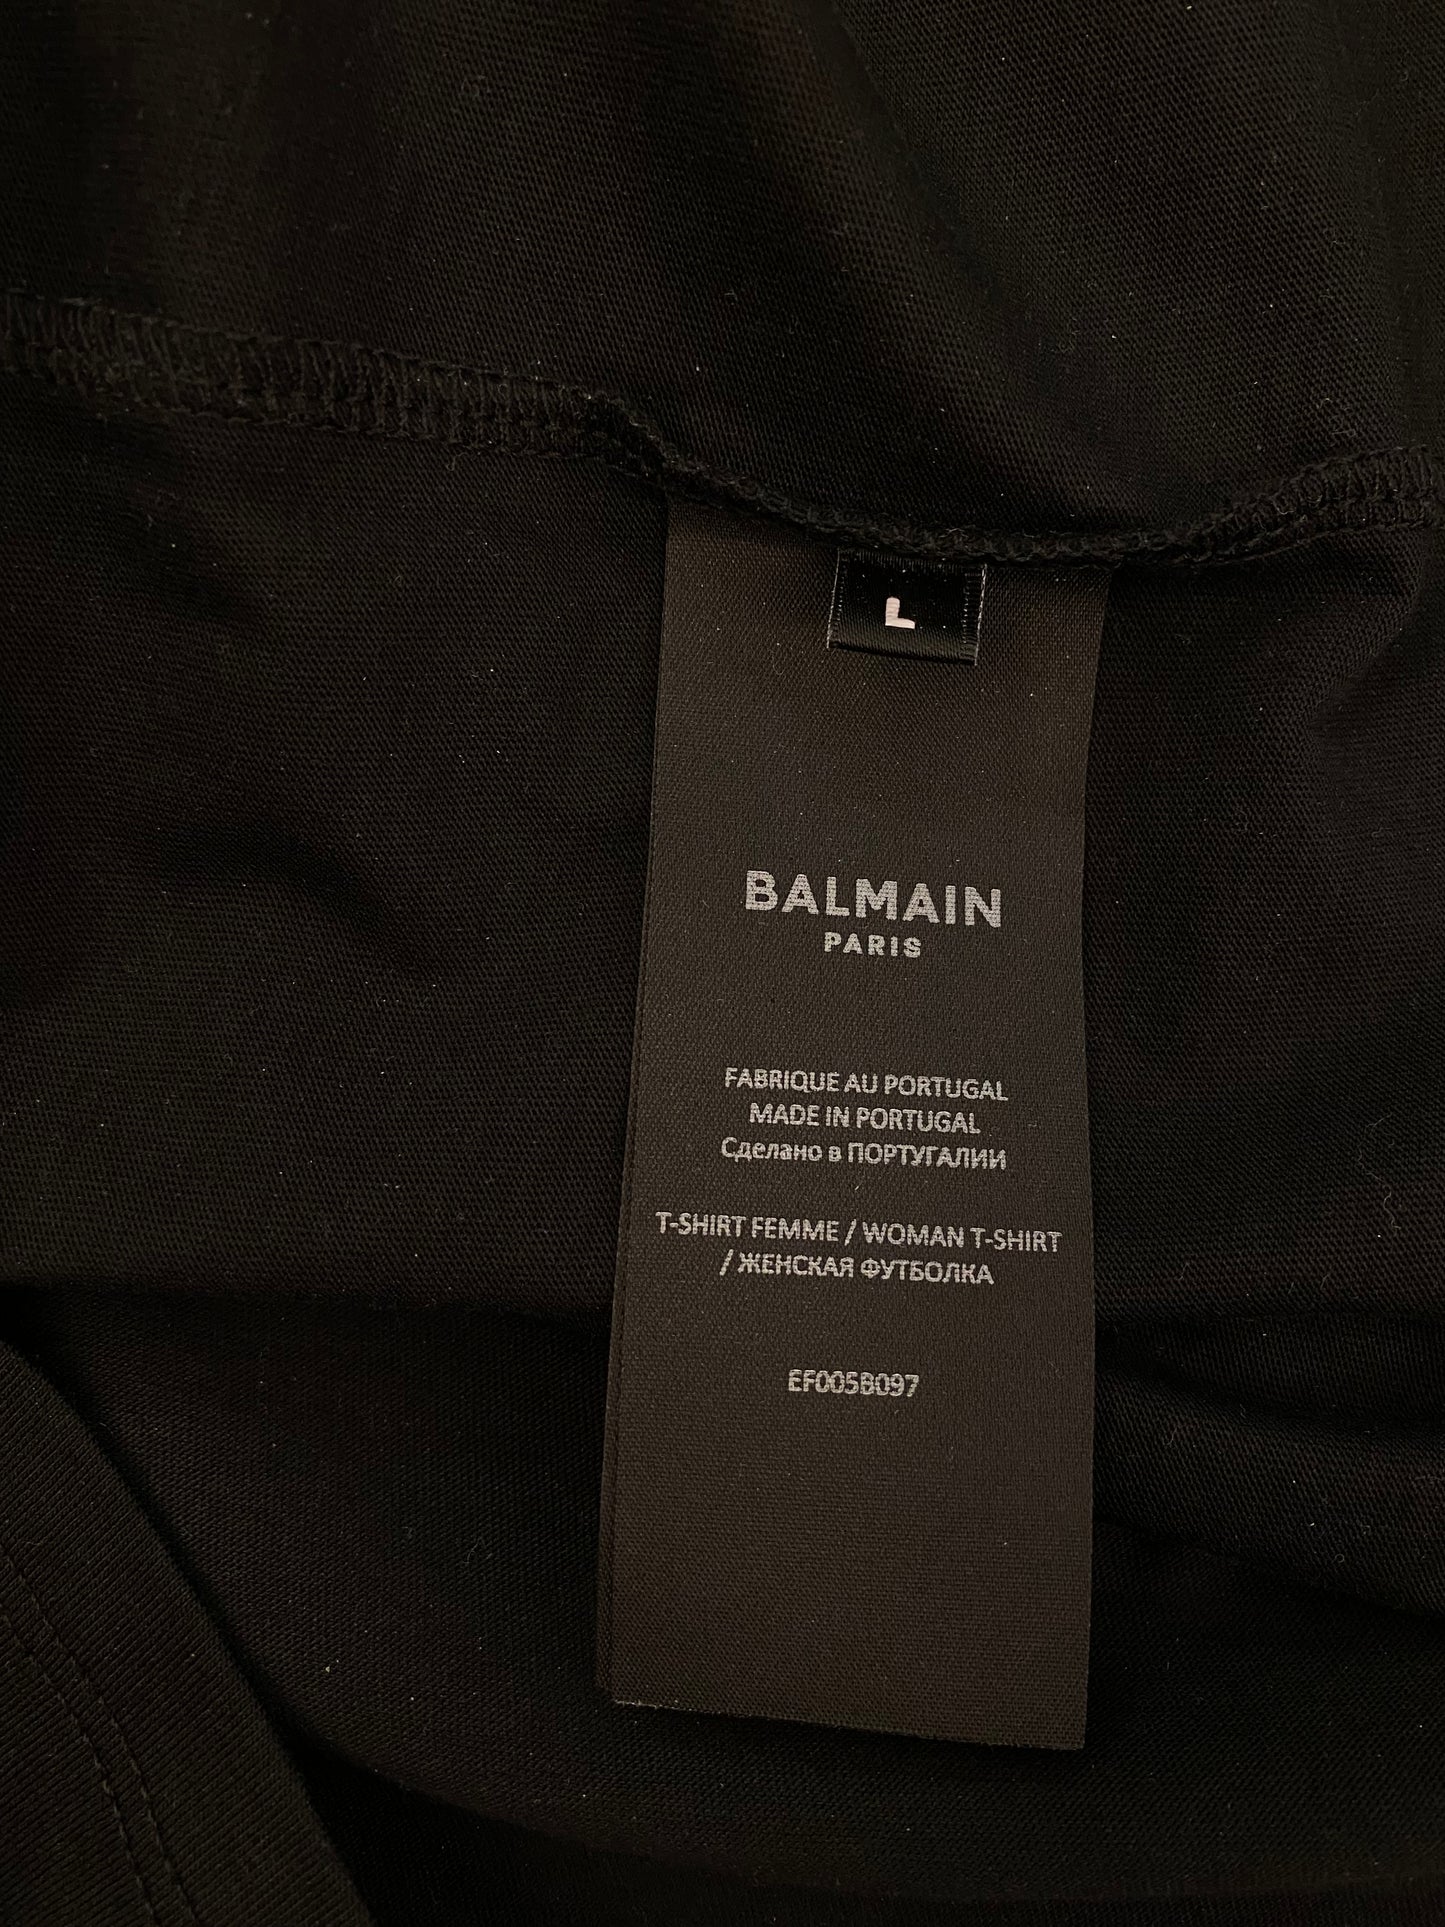 L
BALMAIN
PARIS
FABRIQUE AU PORTUGAL
MADE IN PORTUGAL
Сделано в ПОРТУГАЛИИ
T-SHIRT FEMME / WOMAN T-SHIRT
/ ЖЕНСКАЯ ФУТБОЛКА
EF005B097